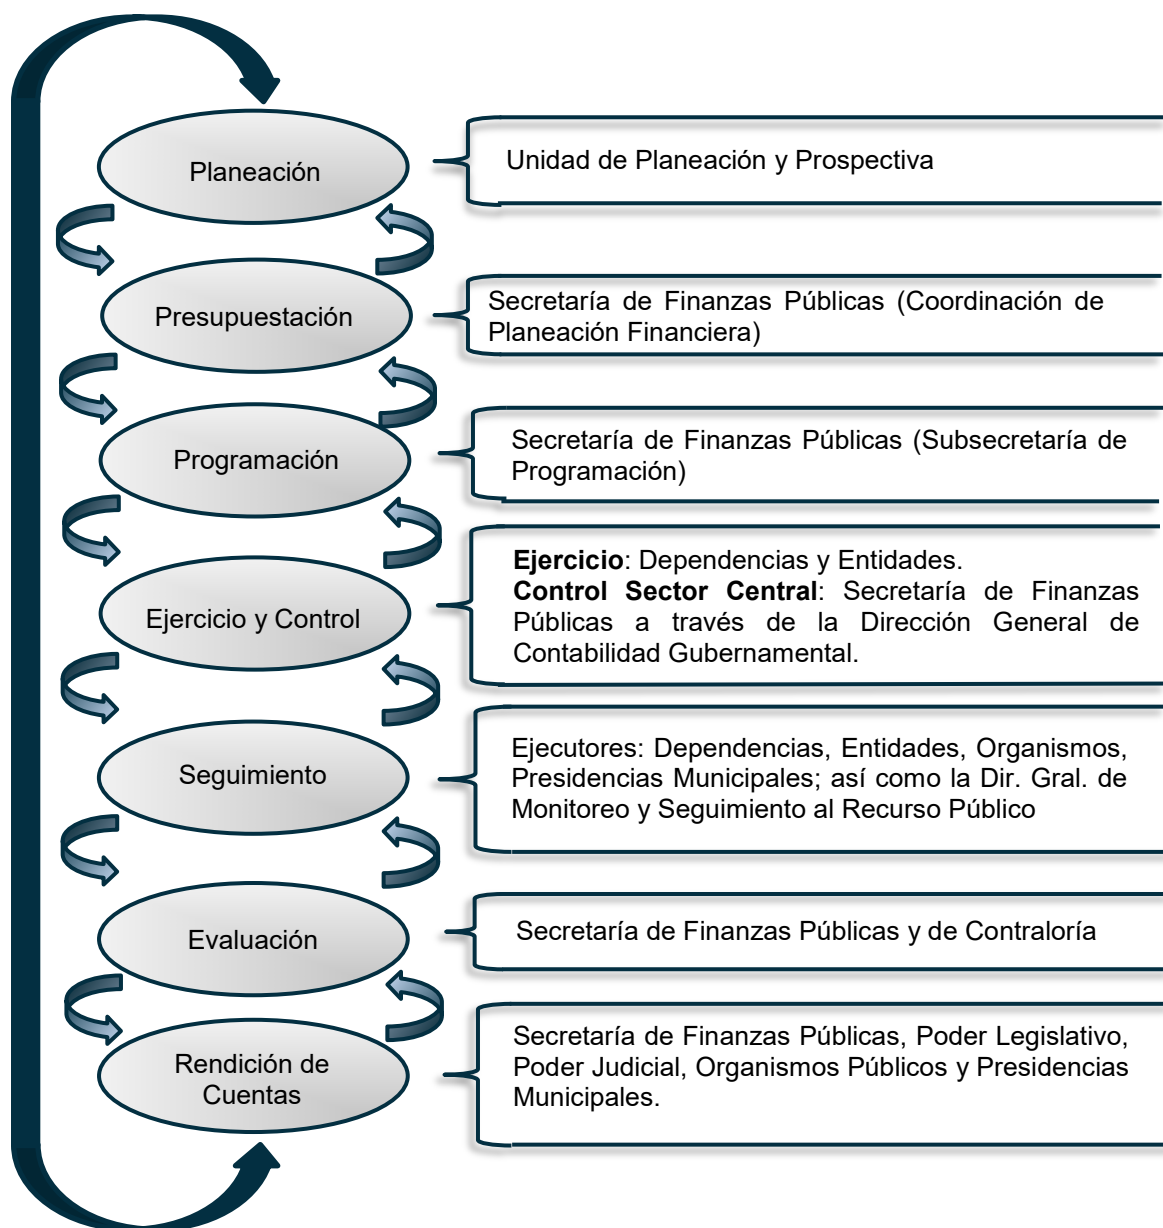 Planeación
Unidad de Planeación y Prospectiva
Presupuestación
Secretaría de Finanzas Públicas (Coordinación de
Planeación Financiera)
Programación
Secretaría de Finanzas Públicas (Subsecretaría de
Programación)
Ejercicio y Control
Ejercicio: Dependencias y Entidades.
Control Sector Central: Secretaría de Finanzas
Públicas a través de la Dirección General de
Contabilidad Gubernamental.
Seguimiento
Ejecutores: Dependencias, Entidades, Organismos,
Presidencias Municipales; así como la Dir. Gral. de
Monitoreo y Seguimiento al Recurso Público
Evaluación
Secretaría de Finanzas Públicas y de Contraloría
Rendición de
Cuentas
Secretaría de Finanzas Públicas, Poder Legislativo,
Poder Judicial, Organismos Públicos y Presidencias
Municipales.